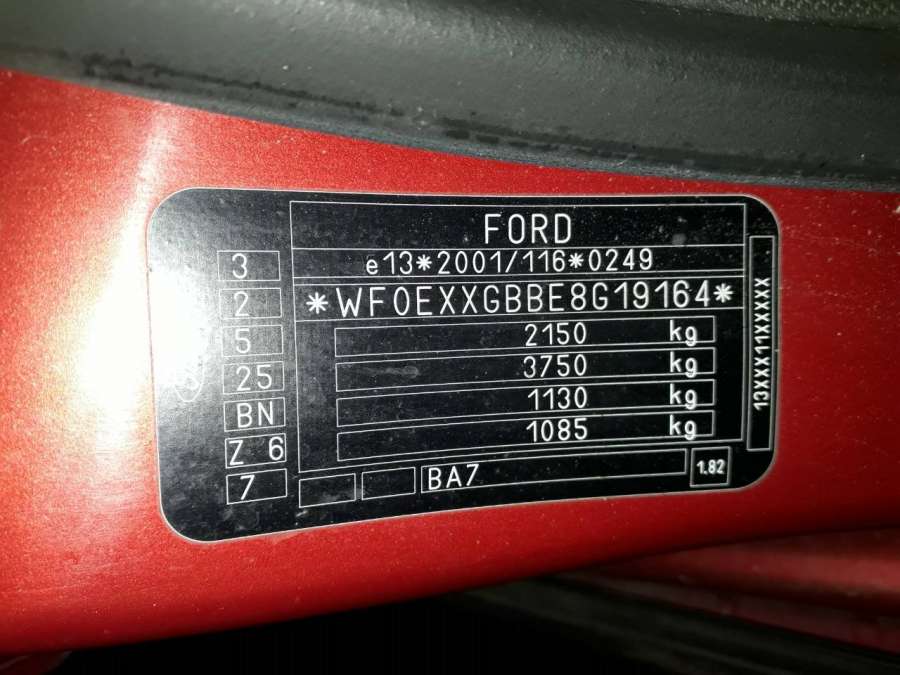 FORD
e13*2001/116*0249
*WF0EXXGBBE8G19164*
2150 kg
3750 kg
1130 kg
1085 kg
BA7
1.82
3
2
5
25
BN
Z 6
7
13XXX11XXXXX